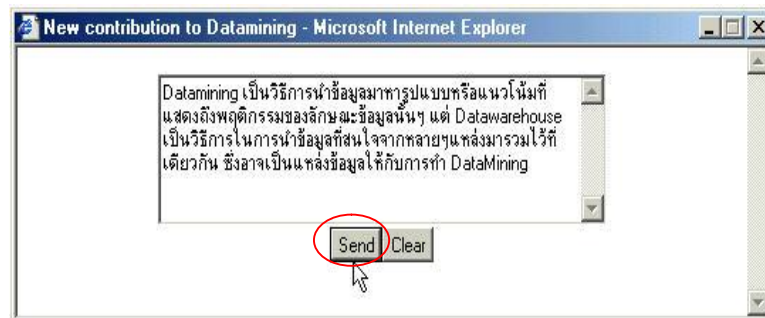 New contribution to Datamining - Microsoft Internet Explorer
Datamining เป็นวิธีการนำข้อมูลมาหารูปแบบหรือแนวโน้มที่
แสดงถึงพฤติกรรมของลักษณะข้อมูลนั้นๆ แต่ Datawarehouse
เป็นวิธีการในการนำข้อมูลที่สนใจจากหลายๆแหล่งมารวมไว้ที่
เดียวกัน ซึ่งอาจเป็นแหล่งข้อมูลให้กับการทำ DataMining
Send Clear